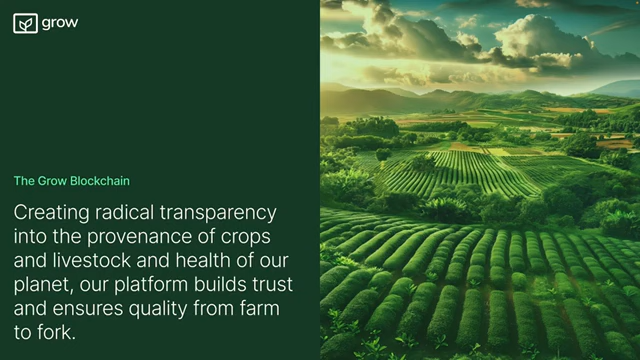 grow
The Grow Blockchain
Creating radical transparency
into the provenance of crops
and livestock and health of our
planet, our platform builds trust
and ensures quality from farm
to fork.